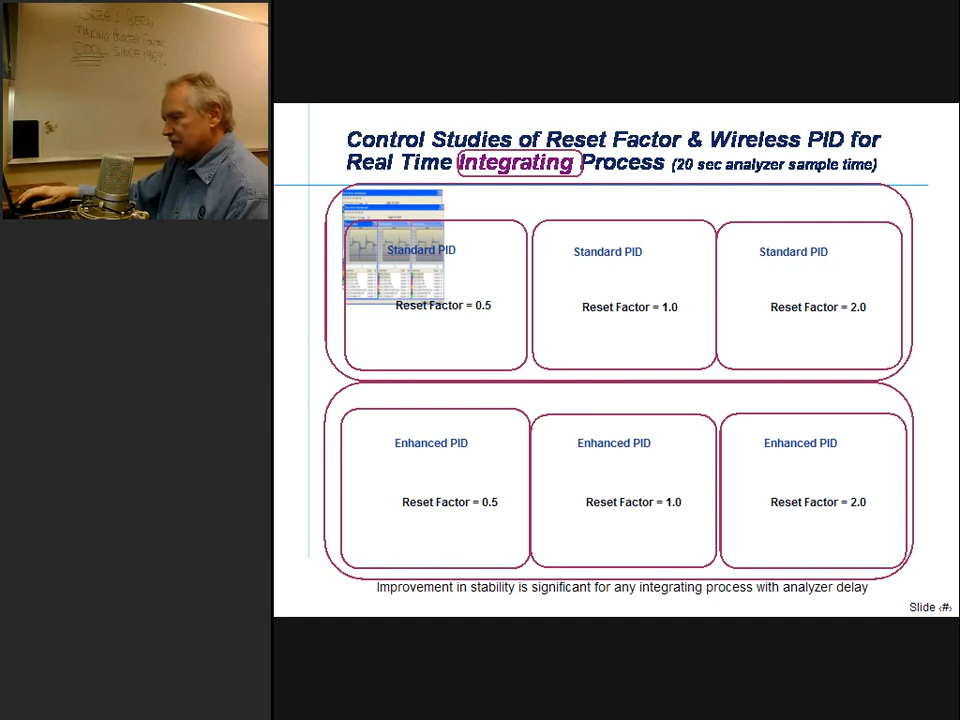 MAKING
SINCE 1969!
Control Studies of Reset Factor & Wireless PID for
Real Time Integrating Process (20 sec analyzer sample time)
Standard PID
Standard PID
Standard PID
Reset Factor = 0.5
Reset Factor = 1.0
Reset Factor = 2.0
Enhanced PID
Enhanced PID
Enhanced PID
Reset Factor = 0.5
Reset Factor = 1.0
Reset Factor = 2.0
Improvement in stability is significant for any integrating process with analyzer delay
Slide ‹#›